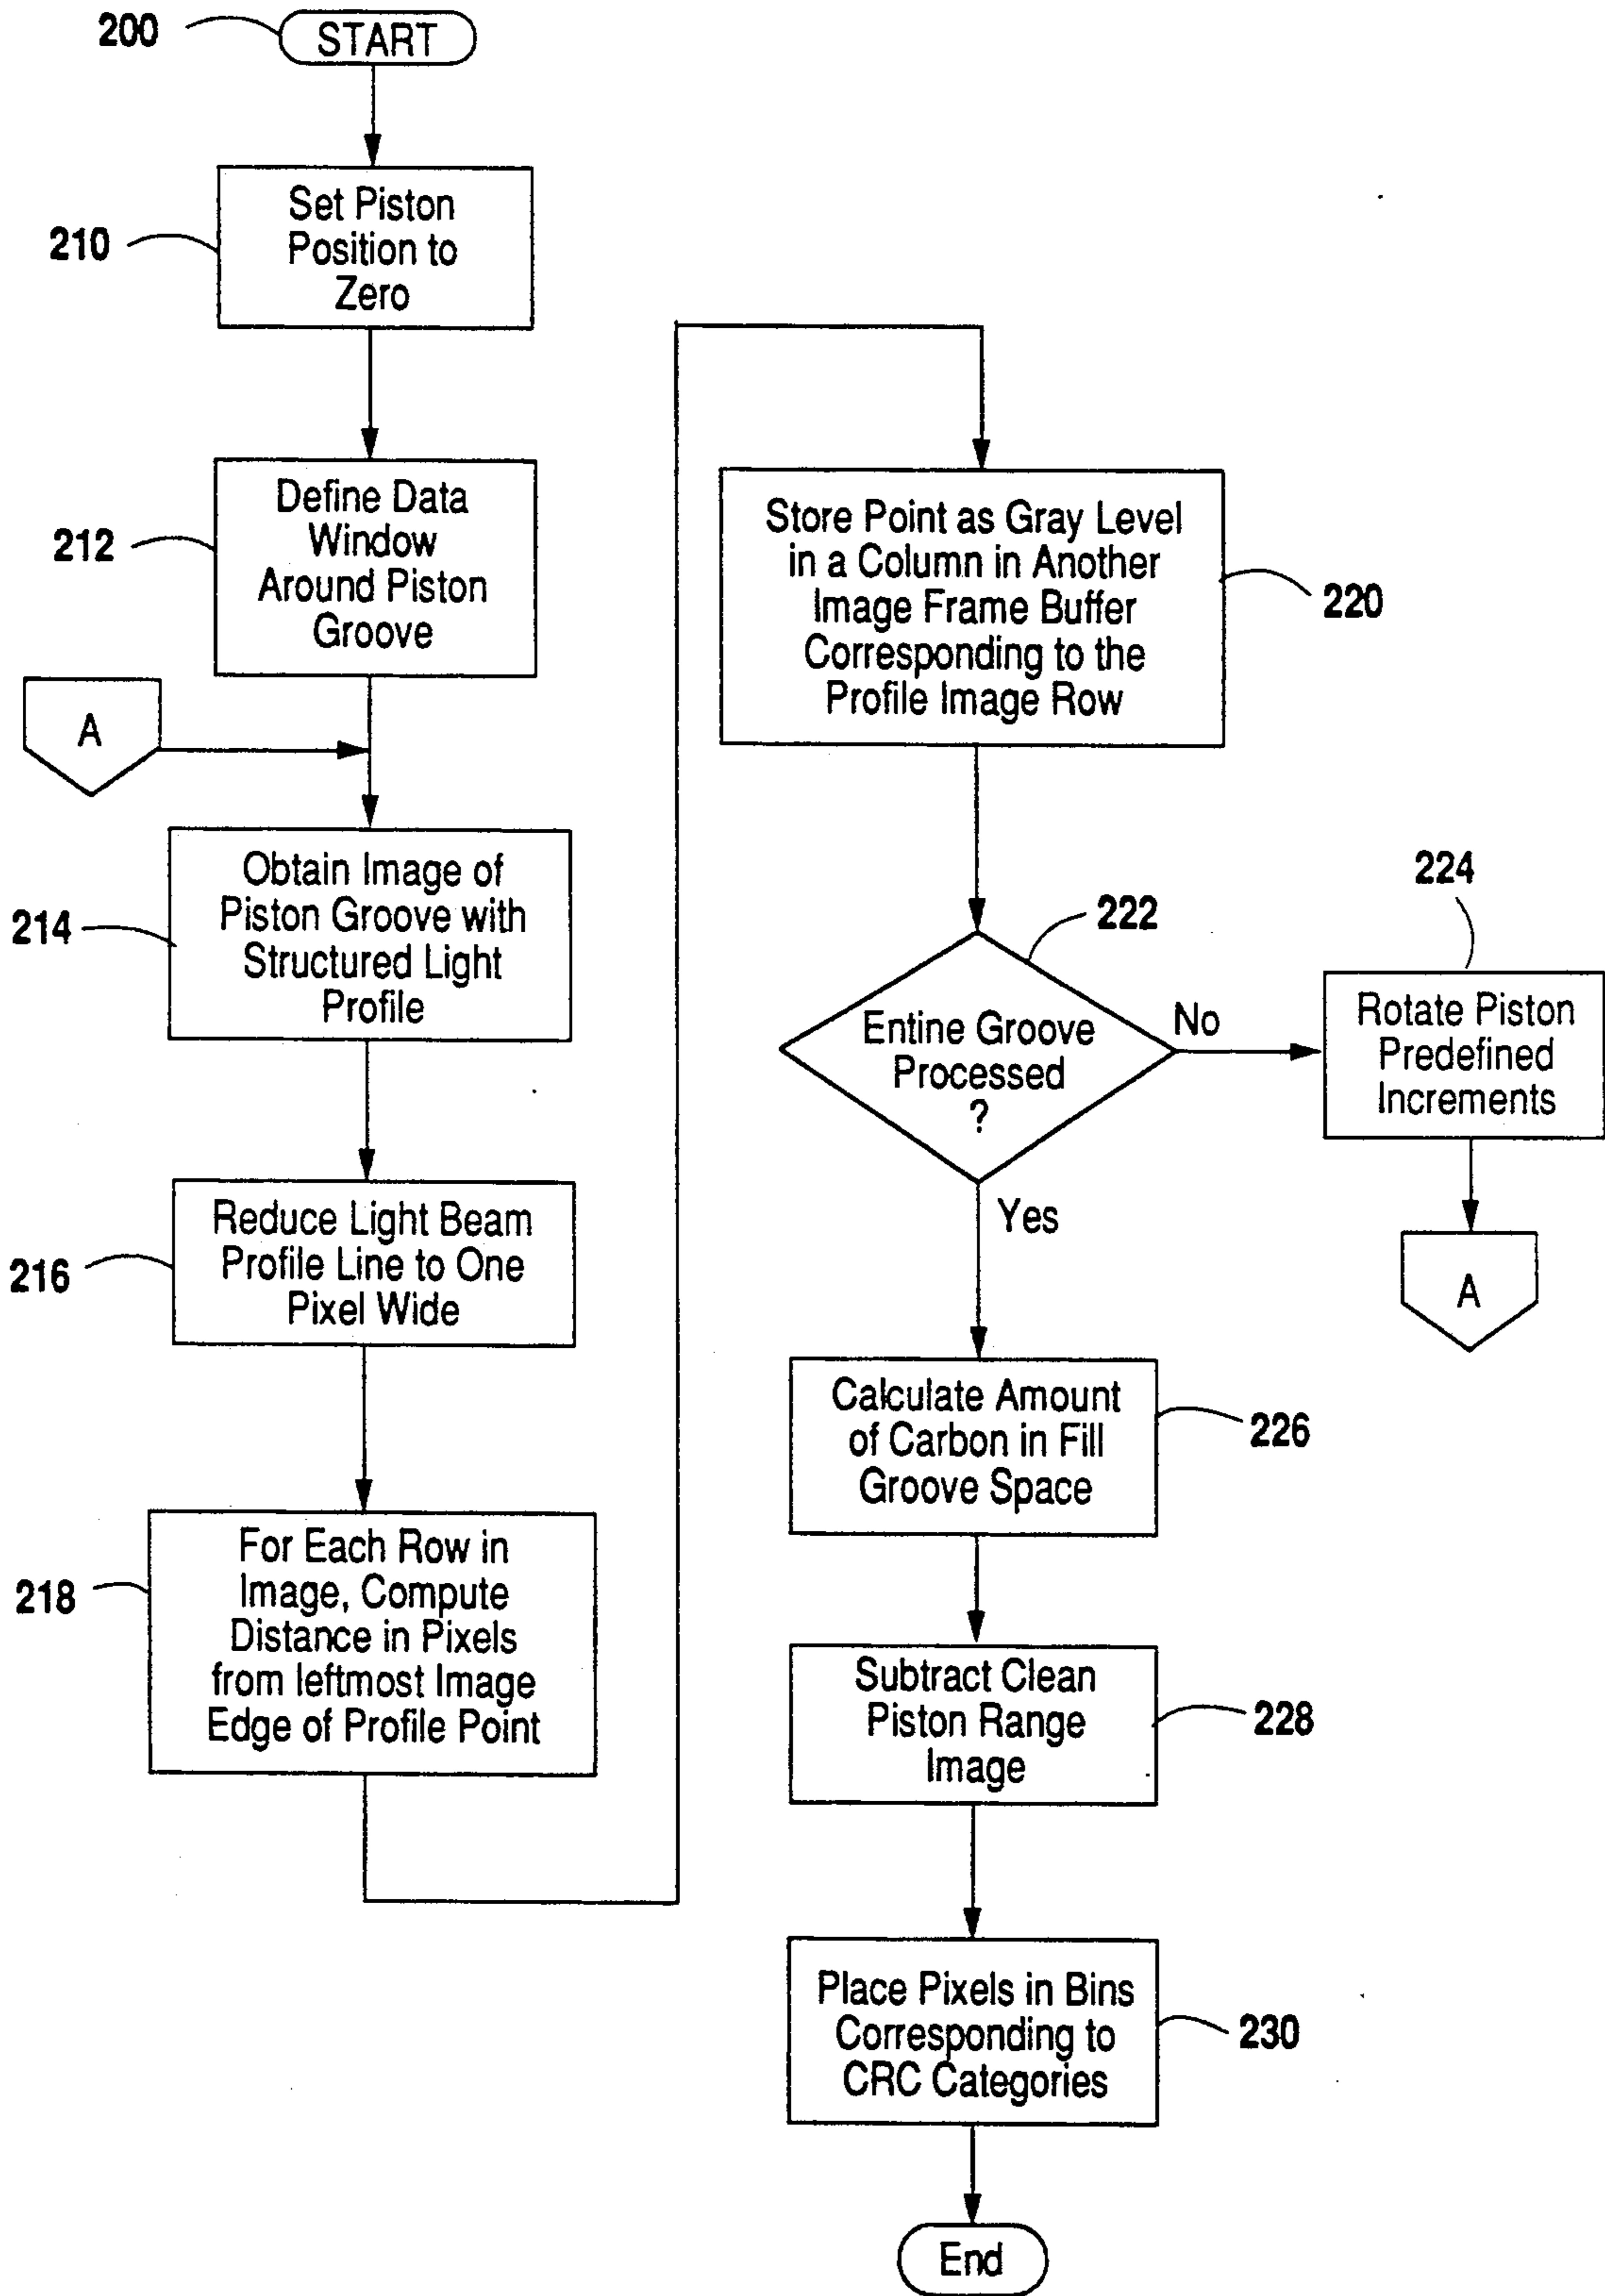 200
START
210
Set Piston
Position to
Zero
212
Define Data
Window
Around Piston
Groove
A
214
Obtain Image of
Piston Groove with
Structured Light
Profile
216
Reduce Light Beam
Profile Line to One
Pixel Wide
218
For Each Row in
Image, Compute
Distance in Pixels
from leftmost Image
Edge of Profile Point
Store Point as Gray Level
in a Column in Another
Image Frame Buffer
Corresponding to the
Profile Image Row
220
222
Entine Groove
Processed
?
No
224
Rotate Piston
Predefined
Increments
A
Yes
Calculate Amount
of Carbon in Fill
Groove Space
226
Subtract Clean
Piston Range
Image
228
Place Pixels in Bins
Corresponding to
CRC Categories
230
End